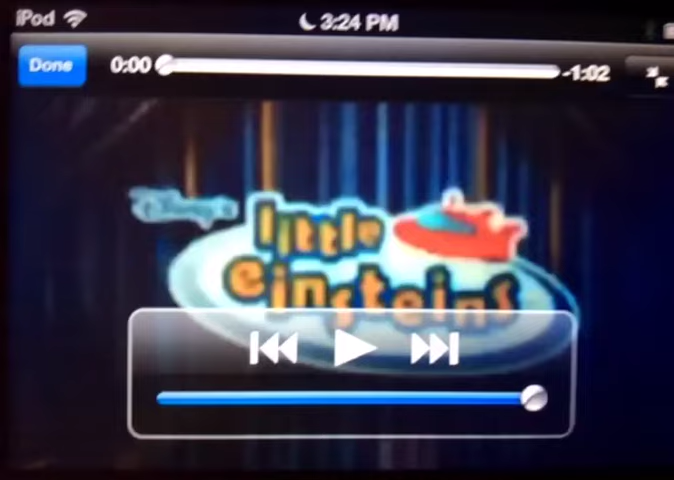 iPod 3:24 PM
Done 0:00 -1:02
Disney's
little
einsteins